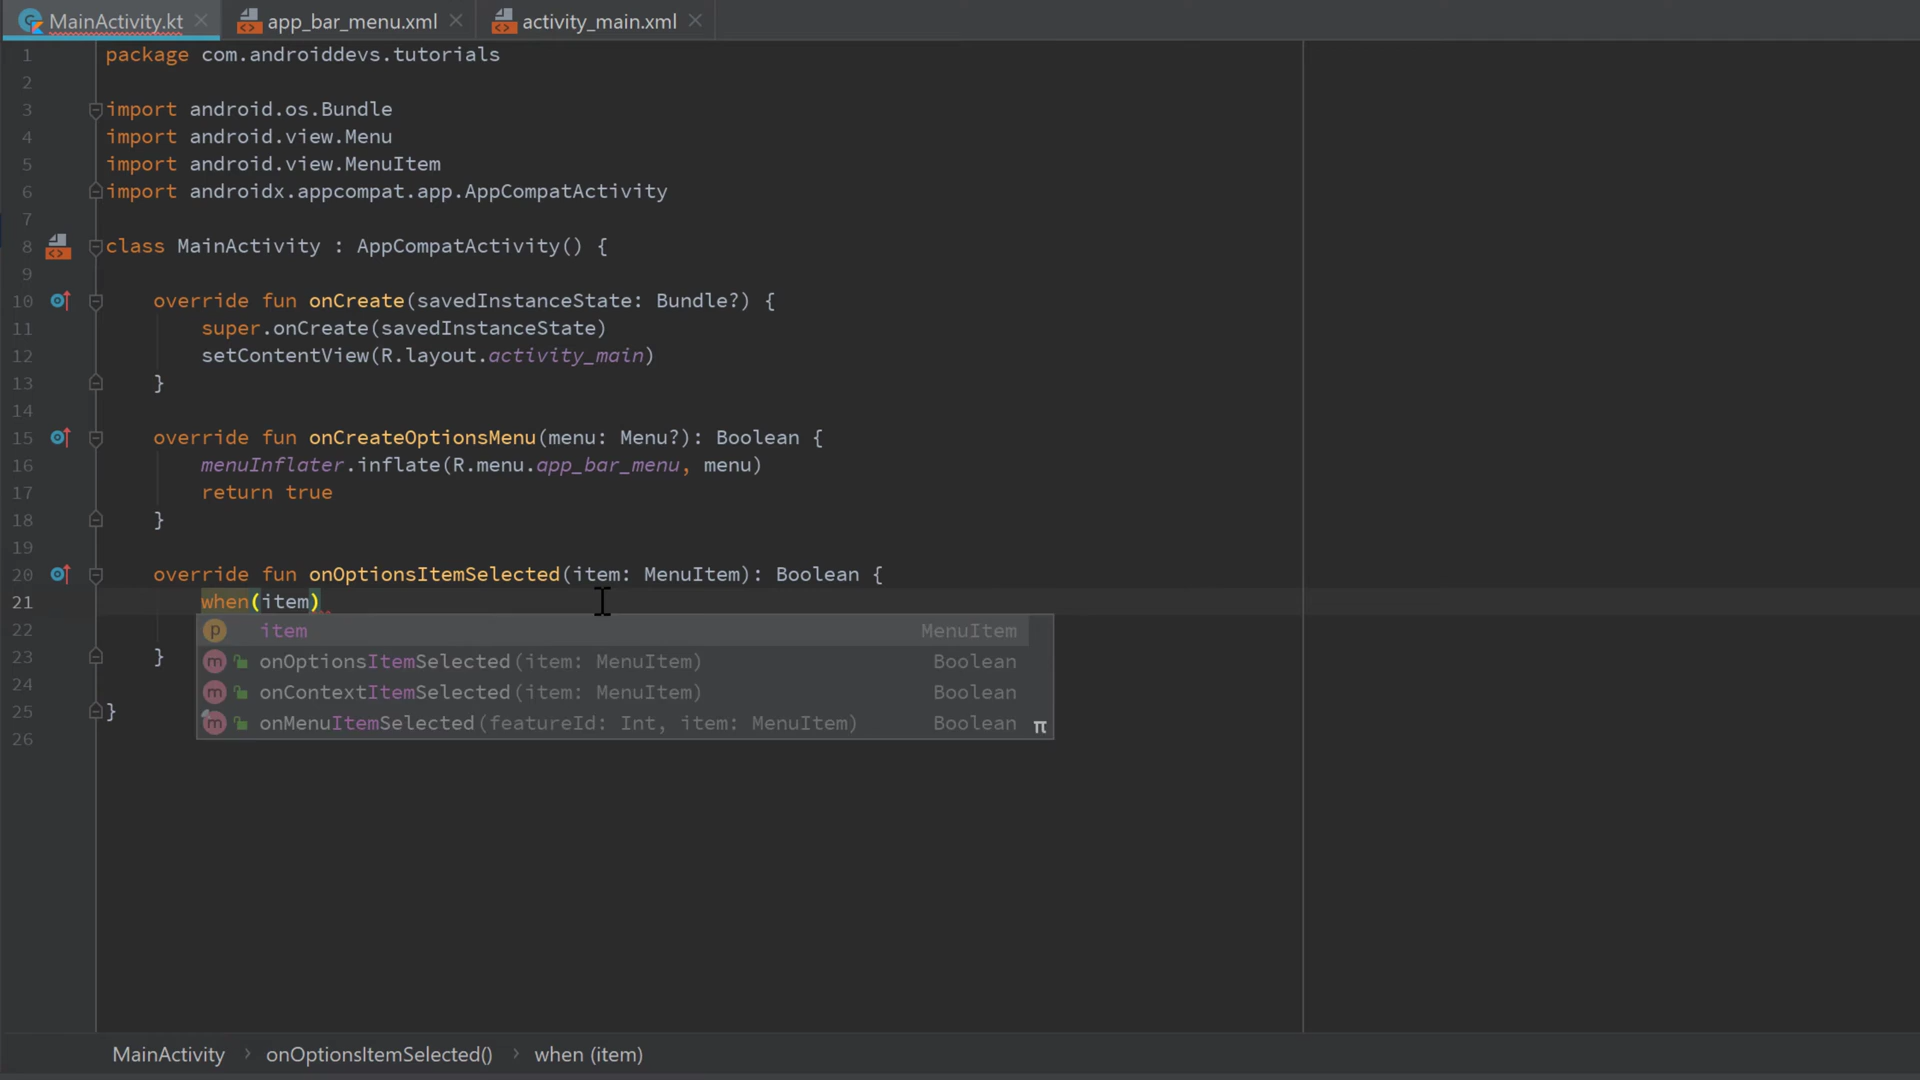 MainActivity.kt app_bar_menu.xml activity_main.xml
1 package com.androiddevs.tutorials
2
3 import android.os.Bundle
4 import android.view.Menu
5 import android.view.MenuItem
6 import androidx.appcompat.app.AppCompatActivity
7
8 class MainActivity : AppCompatActivity() {
9
10 override fun onCreate(savedInstanceState: Bundle?) {
11 super.onCreate(savedInstanceState)
12 setContentView(R.layout.activity_main)
13 }
14
15 override fun onCreateOptionsMenu(menu: Menu?): Boolean {
16 menuInflater.inflate(R.menu.app_bar_menu, menu)
17 return true
18 }
19
20 override fun onOptionsItemSelected(item: MenuItem): Boolean {
21 when(item)
22 p item MenuItem
m onOptionsItemSelected(item: MenuItem) Boolean
23 }
24 m onContextItemSelected(item: MenuItem) Boolean
25 } m onMenuItemSelected(featureId: Int, item: MenuItem) Boolean π
26
MainActivity › onOptionsItemSelected() › when (item)